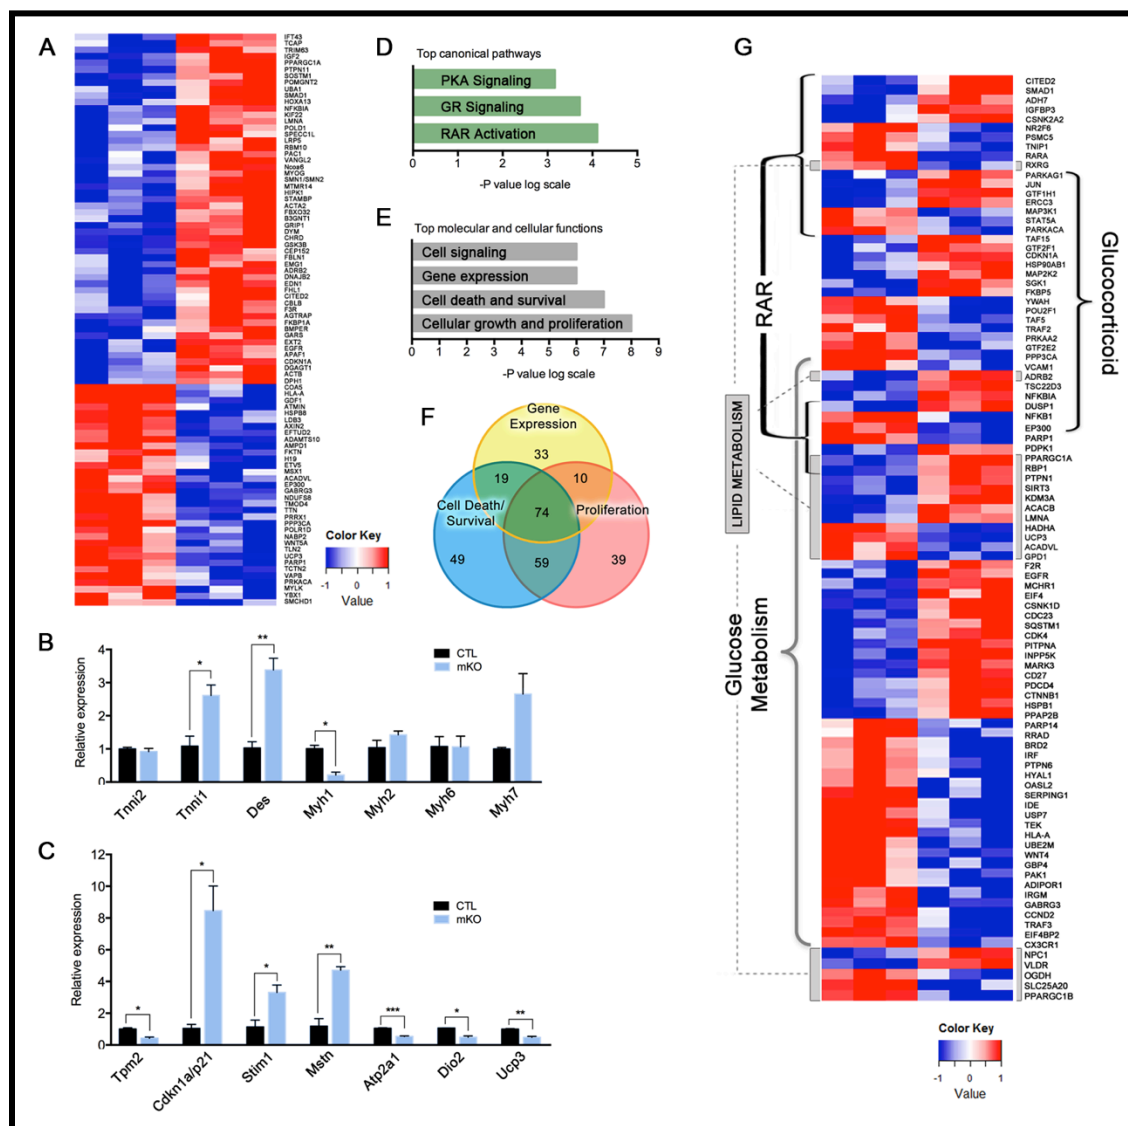 A
IFT43
TCAP
TRIM63
IGF2
PPARGC1A
PTPN11
SOSTM1
POMGNT2
UBA1
SMAD1
HOXA13
NFKBIA
KIF22
LMNA
POLD1
SPECC1L
LRP5
RBM10
PAC1
VANGL2
Ncoa6
MYOG
SMN1/SMN2
MTMR14
HIPK1
STAMBP
ACTA2
FBXO32
B3GNT1
GRIP1
DYM
CHRD
GSK3B
CEP152
FBLN1
EMG1
ADRB2
DNAJB2
EDN1
FHL1
CITED2
CBLB
F3R
AGTRAP
FKBP1A
BMPER
GARS
EXT2
EGFR
APAF1
CDKN1A
DGAGT1
ACTB
DPH1
COA5
HLA-A
GDF1
ATMIN
HSPB8
LDB3
AXIN2
EFTUD2
ADAMTS10
AMPD1
FKTN
H19
ETV5
MSX1
ACADVL
EP300
GABRG3
NDUFS8
TMOD4
TTN
PRRX1
PPP3CA
POLR1D
NABP2
WNT5A
TLN2
UCP3
PARP1
TCTN2
VAPB
PRKACA
MYLK
YBX1
SMCHD1
Color Key
-1 0 1
Value
B
Relative expression
4
3
2
1
0
CTL
mKO
*
**
*
Tnni2
Tnni1
Des
Myh1
Myh2
Myh6
Myh7
C
Relative expression
12
10
8
6
4
2
0
CTL
mKO
*
*
*
**
***
*
**
Tpm2
Cdkn1a/p21
Stim1
Mstn
Atp2a1
Dio2
Ucp3
D
Top canonical pathways
PKA Signaling
GR Signaling
RAR Activation
0 1 2 3 4 5
-P value log scale
E
Top molecular and cellular functions
Cell signaling
Gene expression
Cell death and survival
Cellular growth and proliferation
0 1 2 3 4 5 6 7 8 9
-P value log scale
F
Gene
Expression
33
19
10
Cell Death/
Survival
74
Proliferation
49
59
39
G
CITED2
SMAD1
ADH7
IGFBP3
CSNK2A2
NR2F6
PSMC5
TNIP1
RARA
RXRG
PARKAG1
JUN
GTF1H1
ERCC3
MAP3K1
STAT5A
PARKACA
TAF15
GTF2F1
CDKN1A
HSP90AB1
MAP2K2
SGK1
FKBP5
YWAH
POU2F1
TAF5
TRAF2
PRKAA2
GTF2E2
PPP3CA
VCAM1
ADRB2
TSC22D3
NFKBIA
DUSP1
NFKB1
EP300
PARP1
PDPK1
PPARGC1A
RBP1
PTPN1
SIRT3
KDM3A
ACACB
LMNA
HADHA
UCP3
ACADVL
GPD1
F2R
EGFR
MCHR1
EIF4
CSNK1D
CDC23
SQSTM1
CDK4
PITPNA
INPP5K
MARK3
CD27
PDCD4
CTNNB1
HSPB1
PPAP2B
PARP14
RRAD
BRD2
IRF
PTPN6
HYAL1
OASL2
SERPING1
IDE
USP7
TEK
HLA-A
UBE2M
WNT4
GBP4
PAK1
ADIPOR1
IRGM
GABRG3
CCND2
TRAF3
EIF4BP2
CX3CR1
NPC1
VLDR
OGDH
SLC25A20
PPARGC1B
RAR
Glucocorticoid
LIPID METABOLISM
Glucose
Metabolism
Color Key
-1 0 1
Value